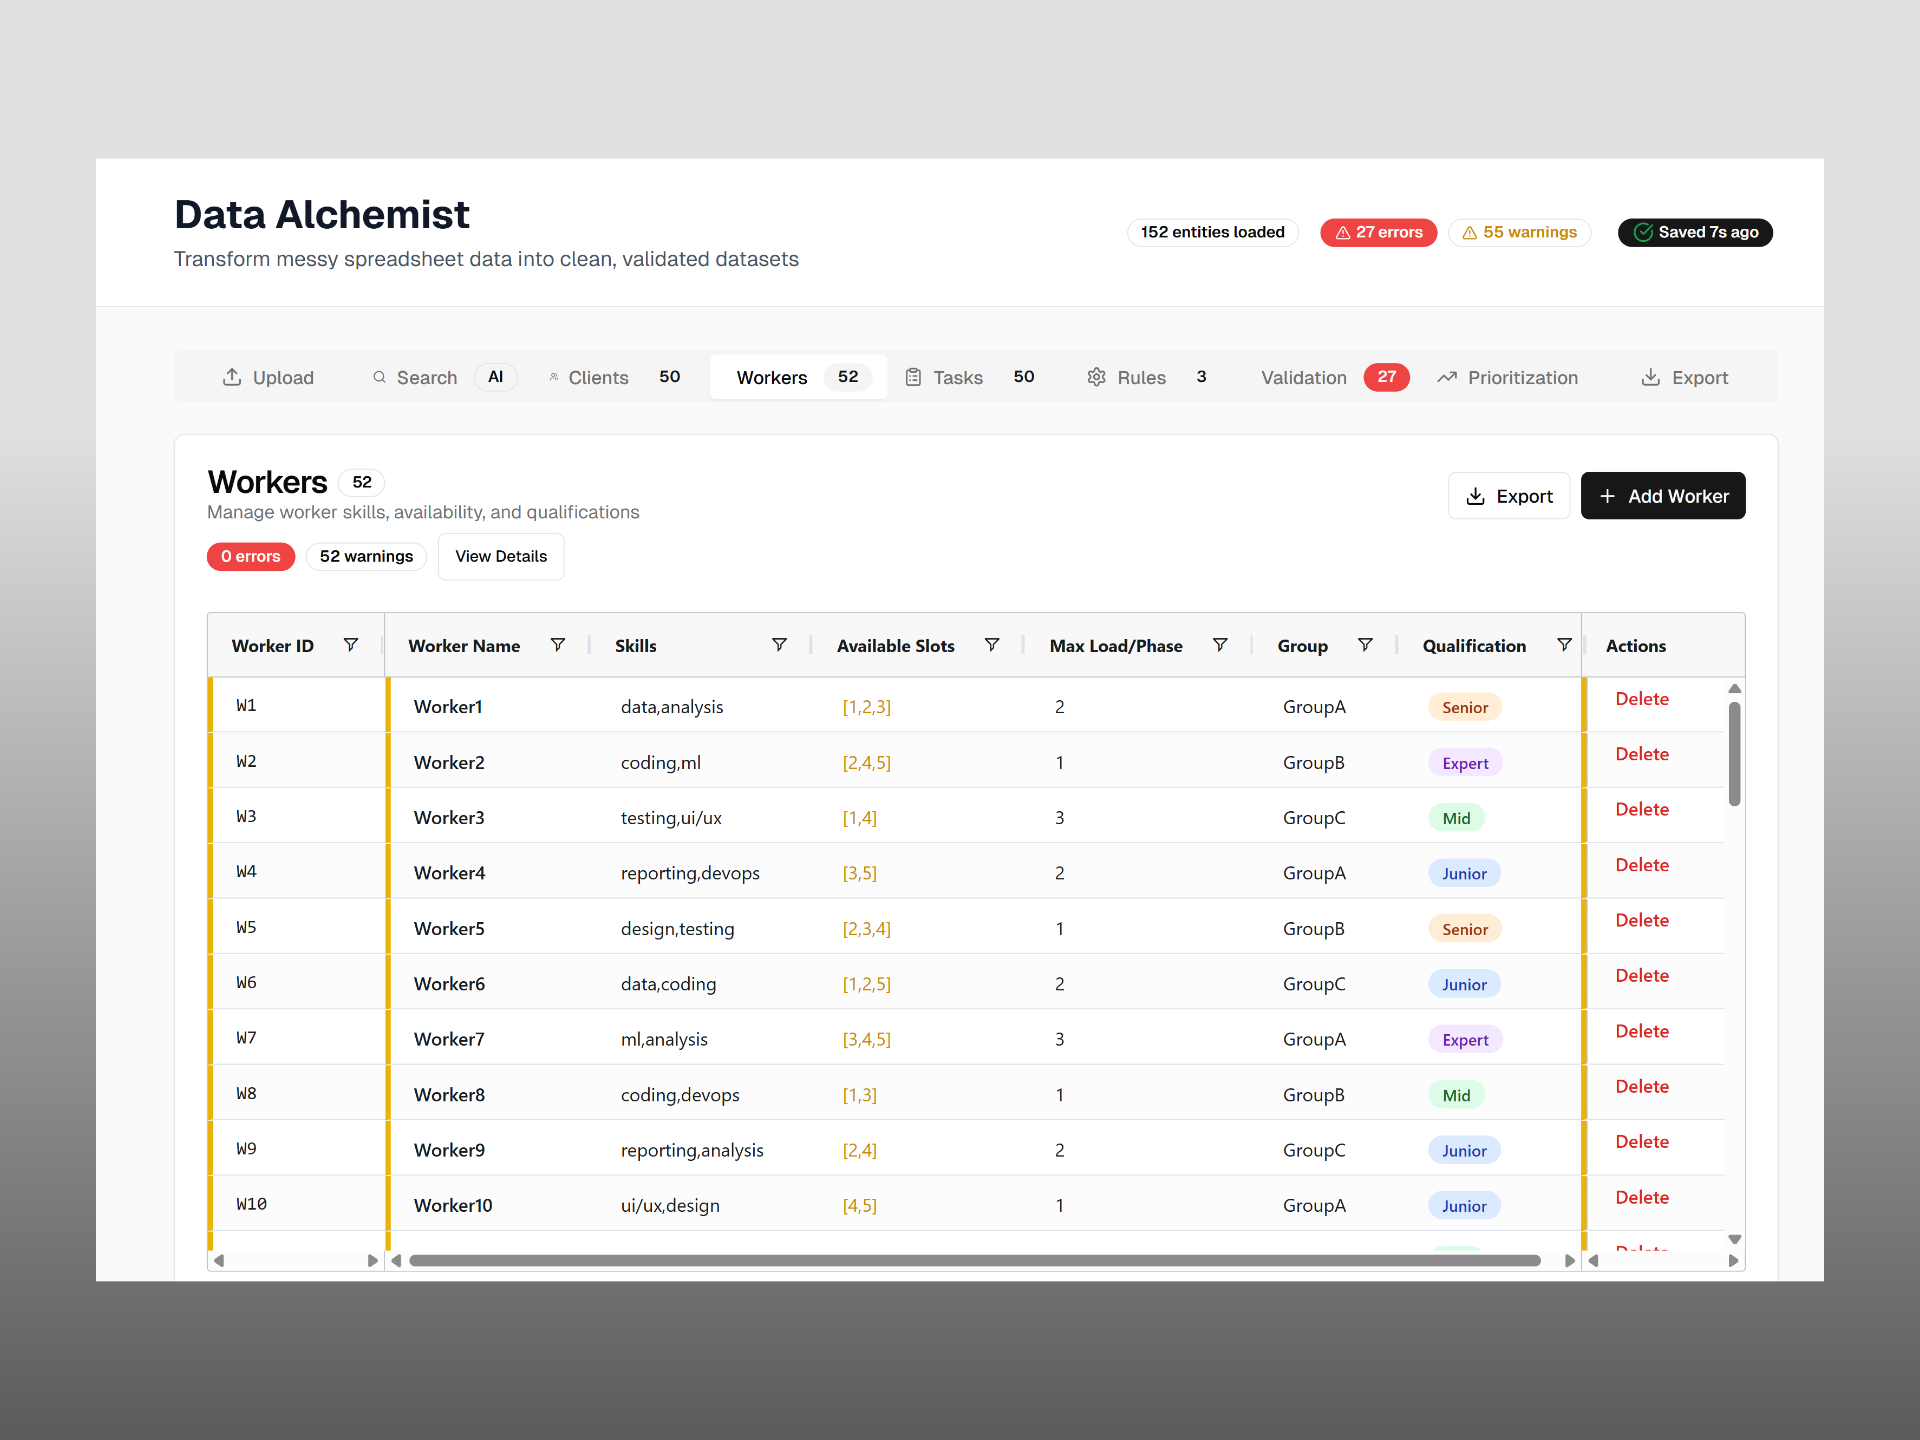 Data Alchemist
Transform messy spreadsheet data into clean, validated datasets
152 entities loaded
27 errors
55 warnings
Saved 7s ago
Upload Search AI Clients 50 Workers 52 Tasks 50 Rules 3 Validation 27 Prioritization Export
Workers 52
Manage worker skills, availability, and qualifications
Export
+ Add Worker
0 errors 52 warnings View Details
Worker ID Worker Name Skills Available Slots Max Load/Phase Group Qualification Actions
W1 Worker1 data,analysis [1,2,3] 2 GroupA Senior Delete
W2 Worker2 coding,ml [2,4,5] 1 GroupB Expert Delete
W3 Worker3 testing,ui/ux [1,4] 3 GroupC Mid Delete
W4 Worker4 reporting,devops [3,5] 2 GroupA Junior Delete
W5 Worker5 design,testing [2,3,4] 1 GroupB Senior Delete
W6 Worker6 data,coding [1,2,5] 2 GroupC Junior Delete
W7 Worker7 ml,analysis [3,4,5] 3 GroupA Expert Delete
W8 Worker8 coding,devops [1,3] 1 GroupB Mid Delete
W9 Worker9 reporting,analysis [2,4] 2 GroupC Junior Delete
W10 Worker10 ui/ux,design [4,5] 1 GroupA Junior Delete